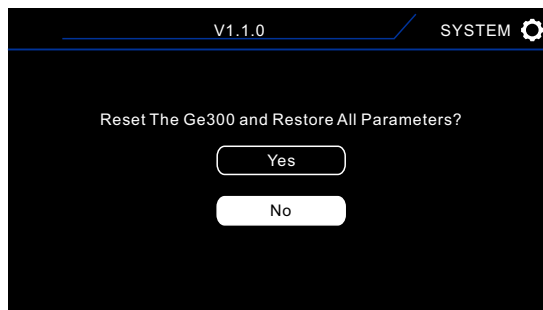 V1.1.0 SYSTEM
Reset The Ge300 and Restore All Parameters?
Yes
No